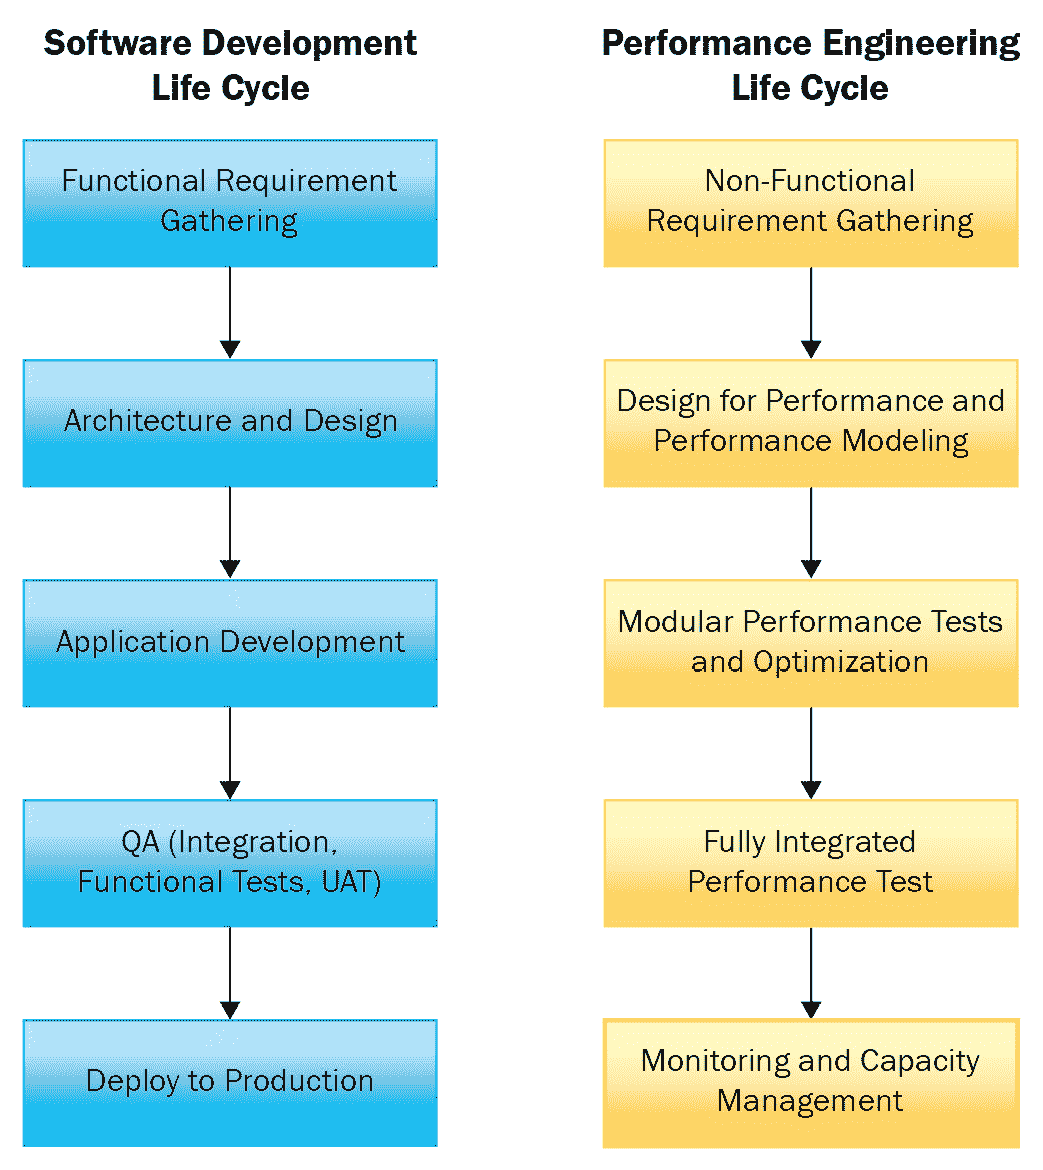 Software Development
Life Cycle
Functional Requirement
Gathering
Architecture and Design
Application Development
QA (Integration,
Functional Tests, UAT)
Deploy to Production
Performance Engineering
Life Cycle
Non-Functional
Requirement Gathering
Design for Performance and
Performance Modeling
Modular Performance Tests
and Optimization
Fully Integrated
Performance Test
Monitoring and Capacity
Management